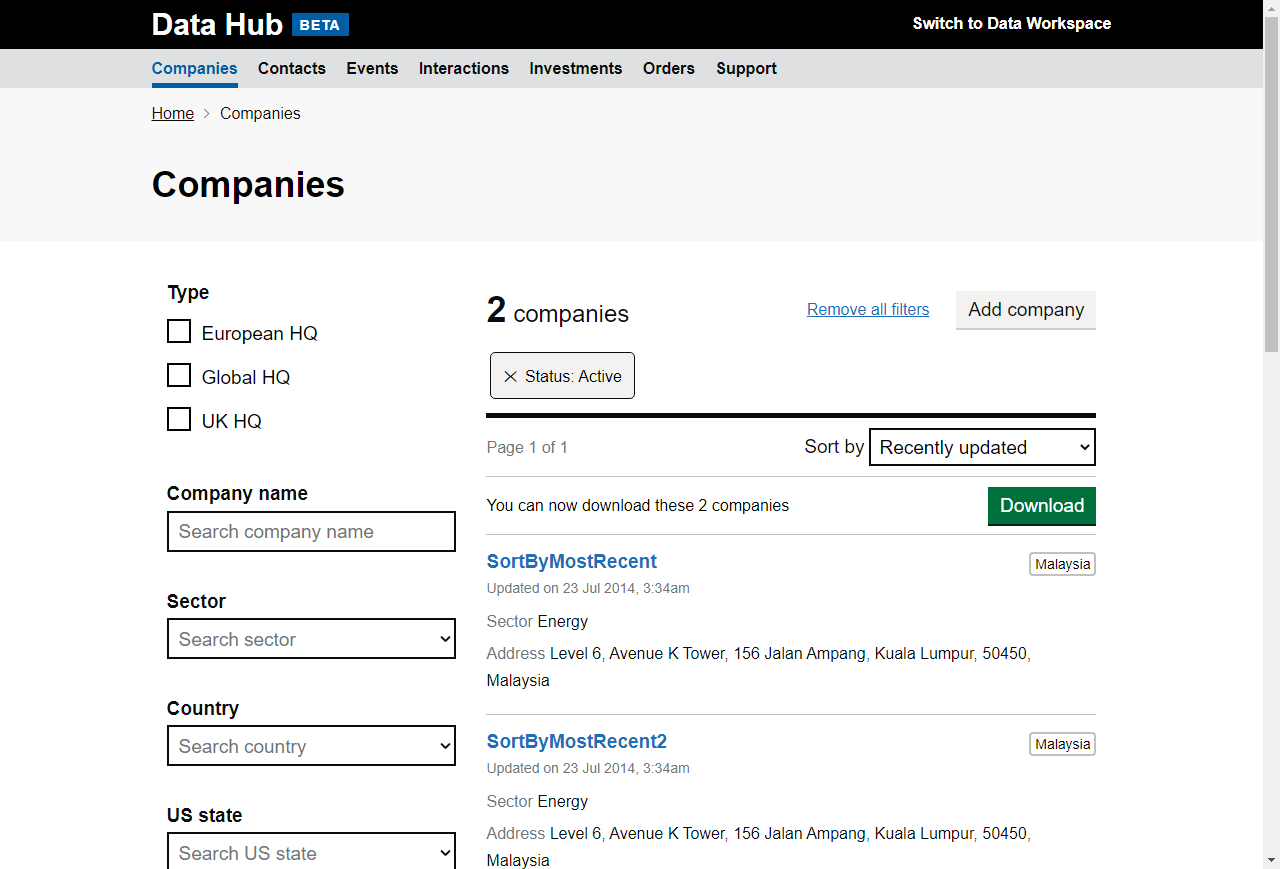 Data Hub BETA
Switch to Data Workspace
Companies Contacts Events Interactions Investments Orders Support
Home Companies
Companies
Type
European HQ
Global HQ
UK HQ
Company name
Search company name
Sector
Search sector
Country
Search country
US state
Search US state
2 companies
Remove all filters
Add company
Status: Active
Page 1 of 1
Sort by Recently updated
You can now download these 2 companies
Download
SortByMostRecent
Malaysia
Updated on 23 Jul 2014, 3:34am
Sector Energy
Address Level 6, Avenue K Tower, 156 Jalan Ampang, Kuala Lumpur, 50450,
Malaysia
SortByMostRecent2
Malaysia
Updated on 23 Jul 2014, 3:34am
Sector Energy
Address Level 6, Avenue K Tower, 156 Jalan Ampang, Kuala Lumpur, 50450,
Malaysia